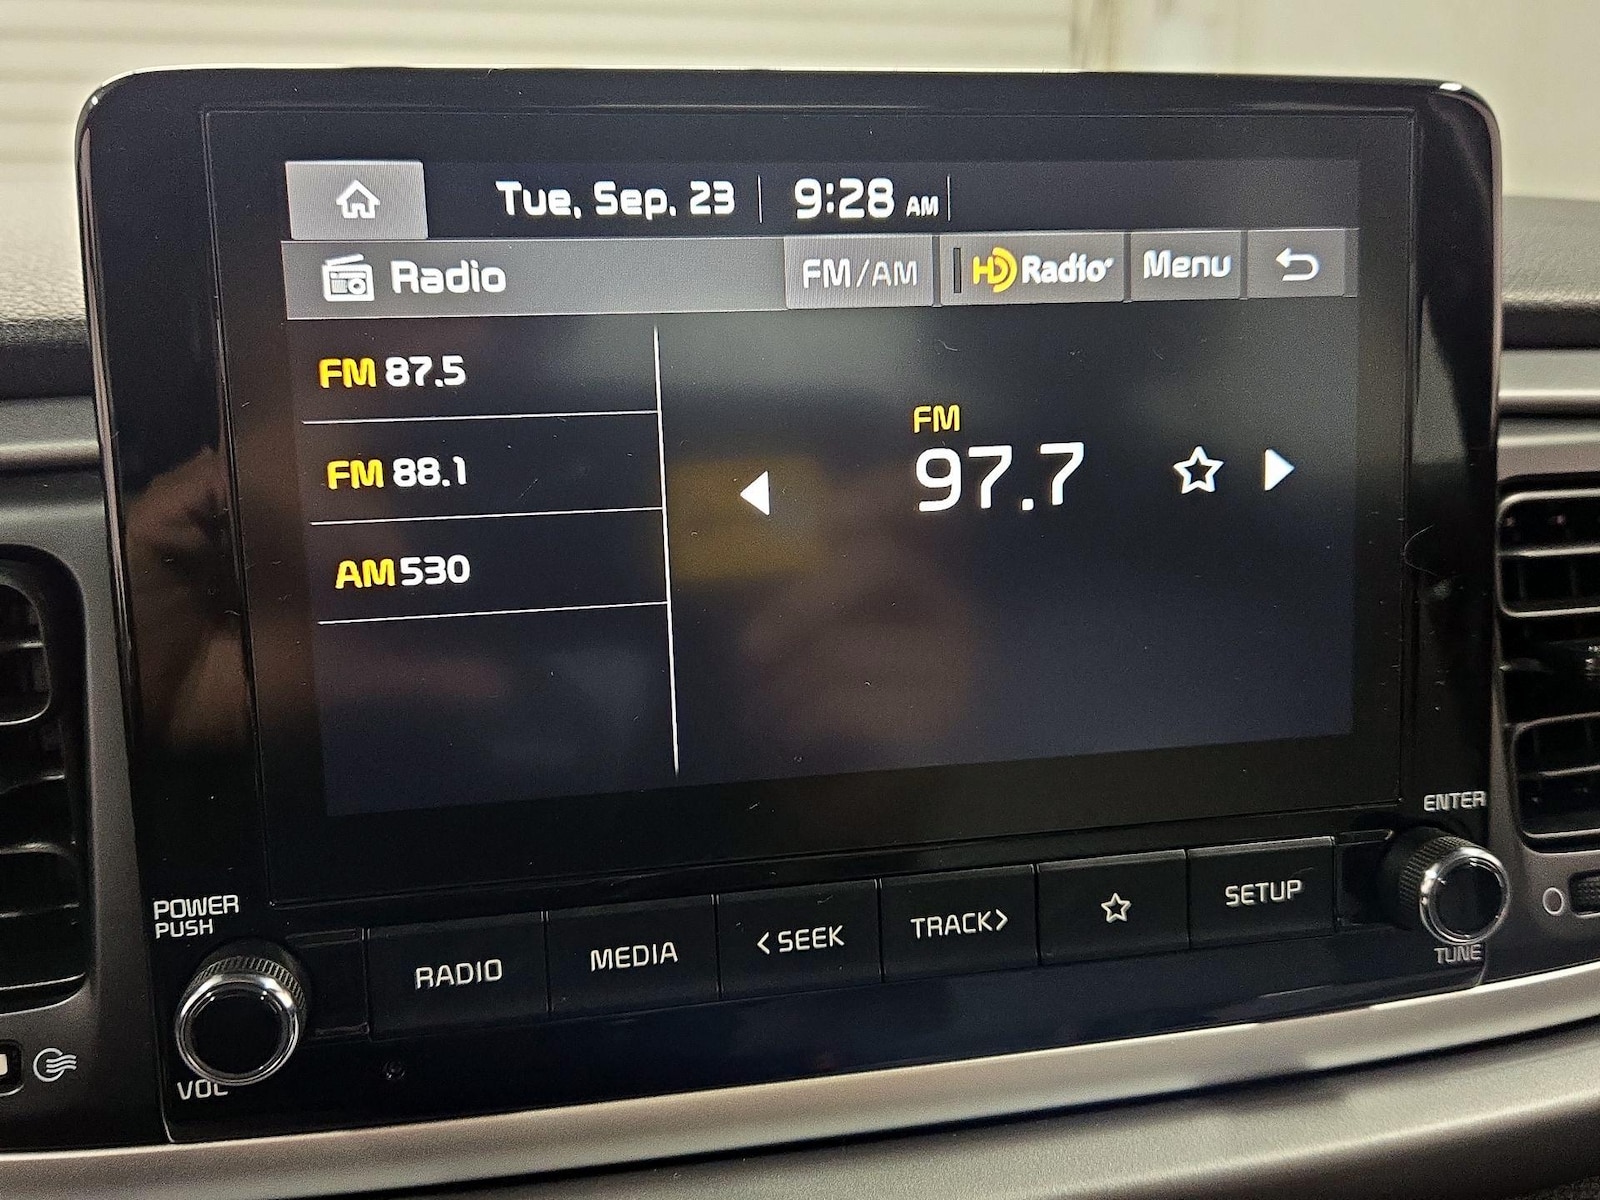 Tue, Sep. 23 9:28 AM
Radio FM/AM HD Radio Menu
FM 87.5
FM 88.1
AM 530
FM
97.7
POWER
PUSH
VOL
RADIO MEDIA <SEEK TRACK> SETUP
ENTER
TUNE